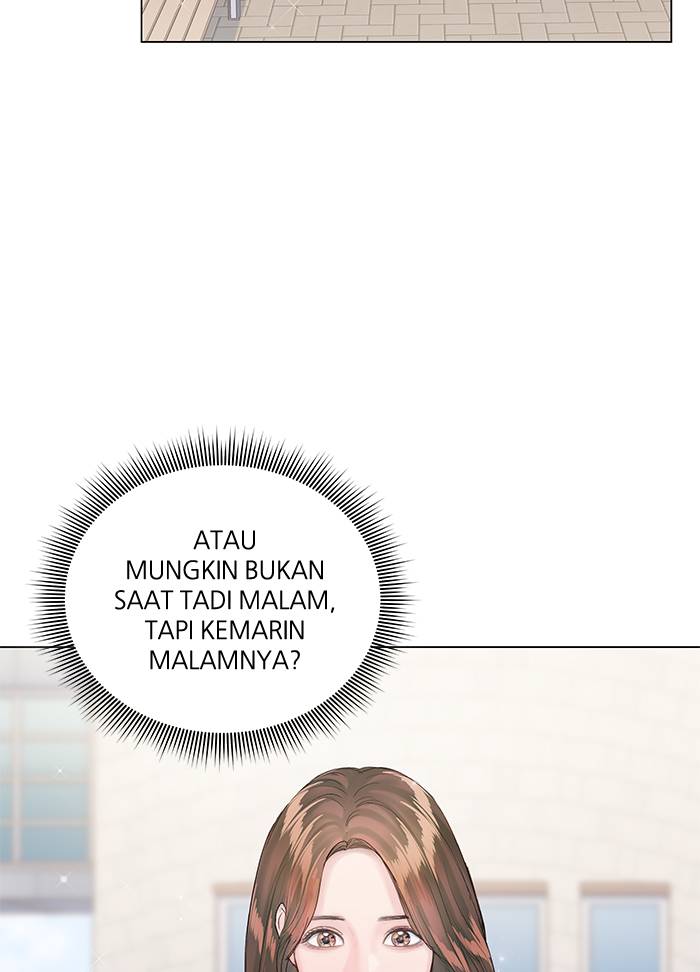 ATAU
MUNGKIN BUKAN
SAAT TADI MALAM,
TAPI KEMARIN
MALAMNYA?